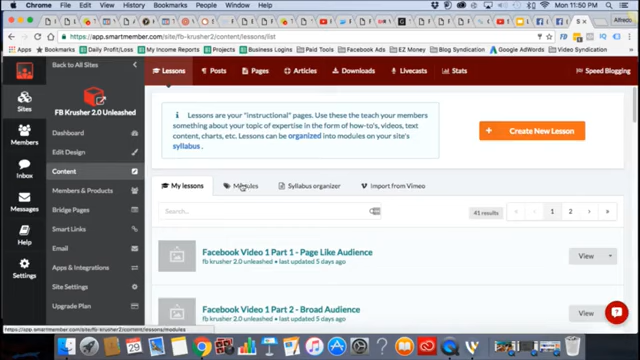 Chrome File Edit View History Bookmarks People Window Help
Mon 11:50 PM
Alfredo
https://app.smartmember.com/site/fb-krusher2/content/lessons/list
Apps Bookmarks Daily Profit/Loss My Income Reports Projects Paid Tools Facebook Ads EZ Money Blog Creation Google AdWords Other Bookmarks
Back to All Sites
Lessons Posts Pages Articles Downloads Livecasts Stats Speed Blogging
Sites
Members
Inbox
Messages
Help
Settings
FB Krusher 2.0 Unleashed
Dashboard
Edit Design
Content
Members & Products
Bridge Pages
Smart Links
Email
Apps & Integrations
Site Settings
Upgrade Plan
Lessons are your "instructional" pages. Use these the teach your members
something about your topic of expertise in the form of how-to's, videos, text
content, charts, etc. Lessons can be organized into modules on your site's
syllabus.
+ Create New Lesson
My lessons Modules Syllabus organizer Import from Vimeo
Search...
41 results
« ‹ 1 2 › »
Facebook Video 1 Part 1 - Page Like Audience
fb krusher 2.0 unleashed • last updated 5 days ago
View
Facebook Video 1 Part 2 - Broad Audience
fb krusher 2.0 unleashed • last updated 5 days ago
View
https://app.smartmember.com/site/fb-krusher2/content/lessons/modules